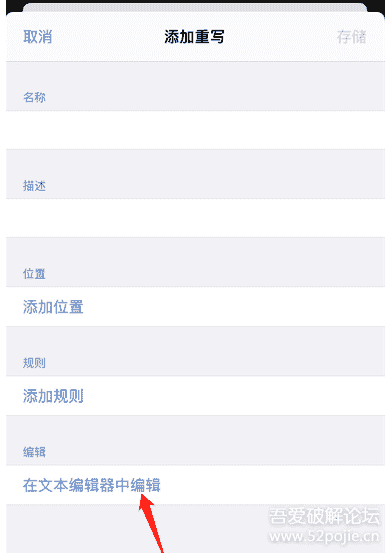 取消 添加重写 存储
名称
描述
位置
添加位置
规则
添加规则
编辑
在文本编辑器中编辑
吾爱破解论坛
www.52pojie.cn